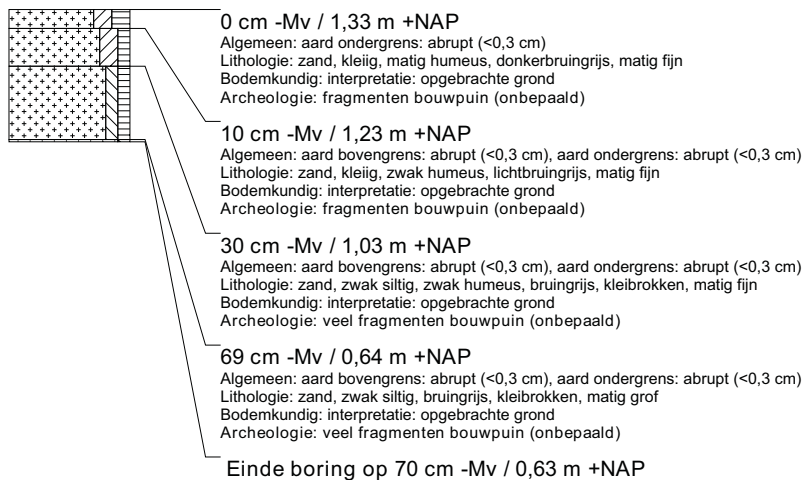 0 cm -Mv / 1,33 m +NAP
Algemeen: aard ondergrens: abrupt (<0,3 cm)
Lithologie: zand, kleiig, matig humeus, donkerbruingrijs, matig fijn
Bodemkundig: interpretatie: opgebrachte grond
Archeologie: fragmenten bouwpuin (onbepaald)
10 cm -Mv / 1,23 m +NAP
Algemeen: aard bovengrens: abrupt (<0,3 cm), aard ondergrens: abrupt (<0,3 cm)
Lithologie: zand, kleiig, zwak humeus, lichtbruingrijs, matig fijn
Bodemkundig: interpretatie: opgebrachte grond
Archeologie: fragmenten bouwpuin (onbepaald)
30 cm -Mv / 1,03 m +NAP
Algemeen: aard bovengrens: abrupt (<0,3 cm), aard ondergrens: abrupt (<0,3 cm)
Lithologie: zand, zwak siltig, zwak humeus, bruingrijs, kleibrokken, matig fijn
Bodemkundig: interpretatie: opgebrachte grond
Archeologie: veel fragmenten bouwpuin (onbepaald)
69 cm -Mv / 0,64 m +NAP
Algemeen: aard bovengrens: abrupt (<0,3 cm), aard ondergrens: abrupt (<0,3 cm)
Lithologie: zand, zwak siltig, bruingrijs, kleibrokken, matig grof
Bodemkundig: interpretatie: opgebrachte grond
Archeologie: veel fragmenten bouwpuin (onbepaald)
Einde boring op 70 cm -Mv / 0,63 m +NAP